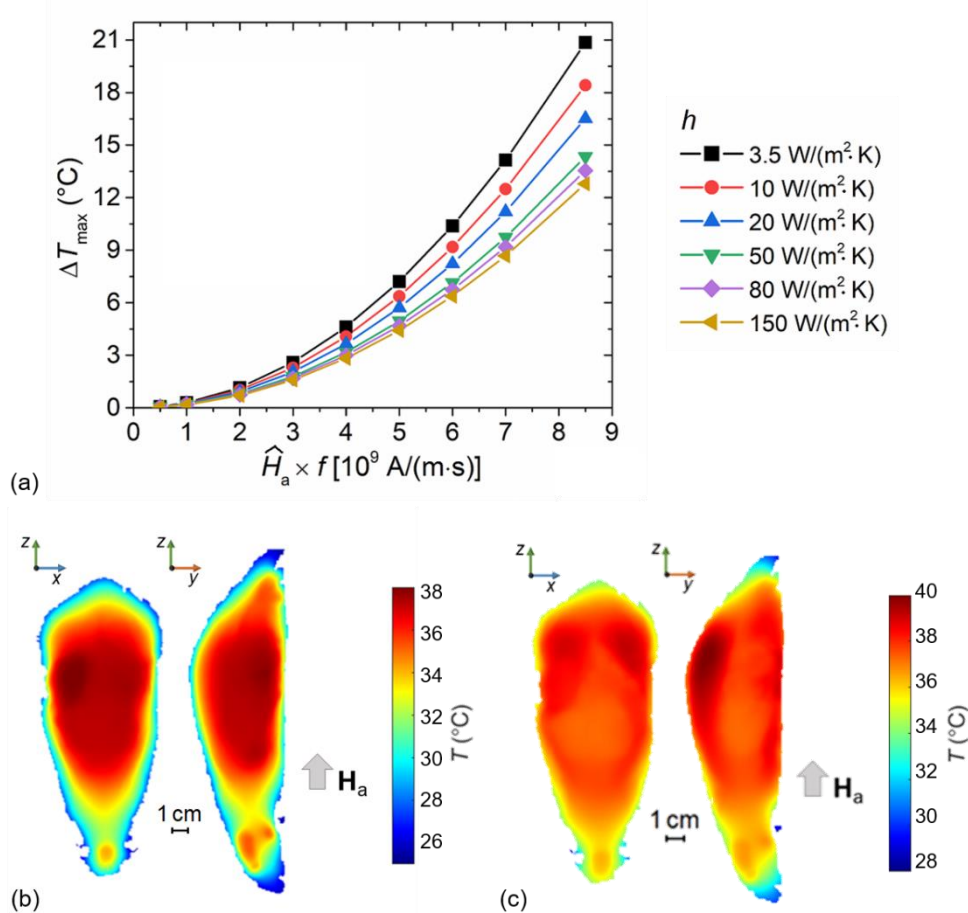 21
18
15
12
9
6
3
0
ΔTmax (°C)
0 1 2 3 4 5 6 7 8 9
Ĥa × f [10⁹ A/(m·s)]
h
3.5 W/(m²·K)
10 W/(m²·K)
20 W/(m²·K)
50 W/(m²·K)
80 W/(m²·K)
150 W/(m²·K)
(a)
z
x
z
y
Ha
1 cm
38
36
34
32
30
28
26
T (°C)
(b)
z
x
z
y
Ha
1 cm
40
38
36
34
32
30
28
T (°C)
(c)